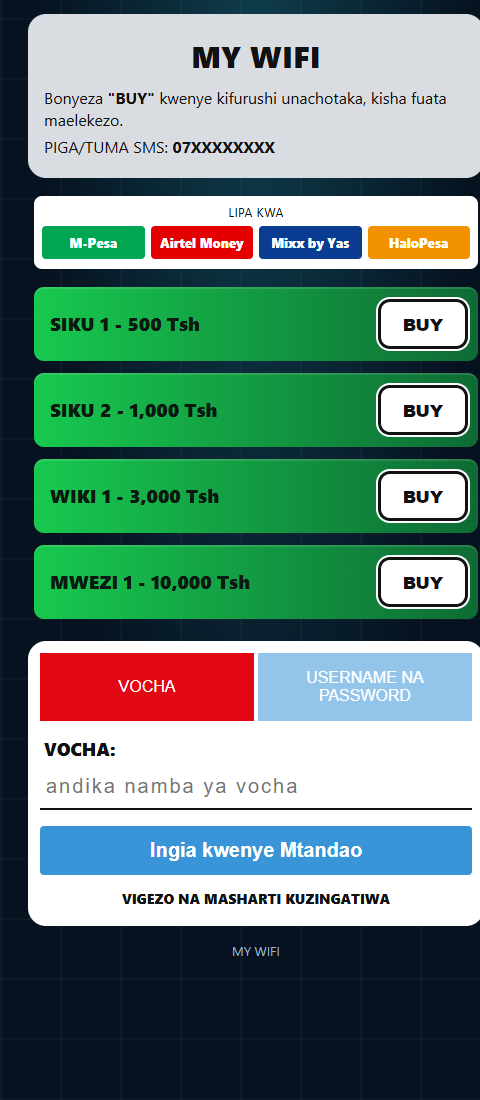 MY WIFI
Bonyeza "BUY" kwenye kifurushi unachotaka, kisha fuata
maelekezo.
PIGA/TUMA SMS: 07XXXXXXXX
LIPA KWA
M-Pesa Airtel Money Mixx by Yas HaloPesa
SIKU 1 - 500 Tsh BUY
SIKU 2 - 1,000 Tsh BUY
WIKI 1 - 3,000 Tsh BUY
MWEZI 1 - 10,000 Tsh BUY
VOCHA
USERNAME NA
PASSWORD
VOCHA:
andika namba ya vocha
Ingia kwenye Mtandao
VIGEZO NA MASHARTI KUZINGATIWA
MY WIFI